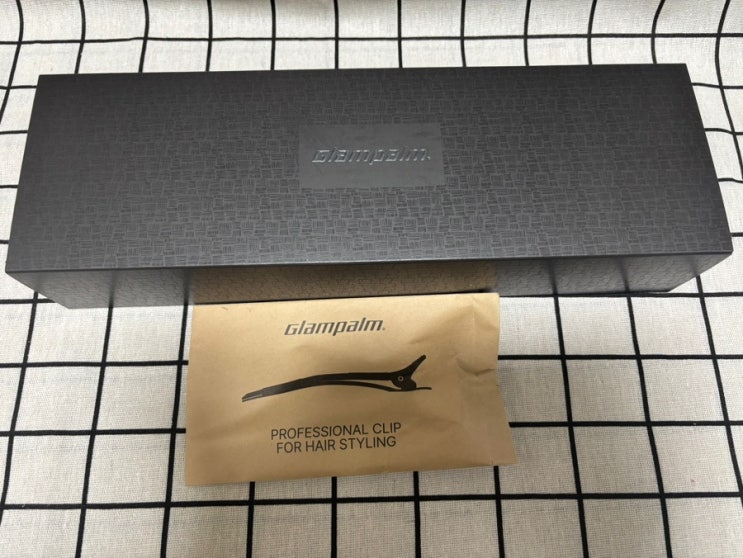 Glampalm
Glampalm
PROFESSIONAL CLIP
FOR HAIR STYLING